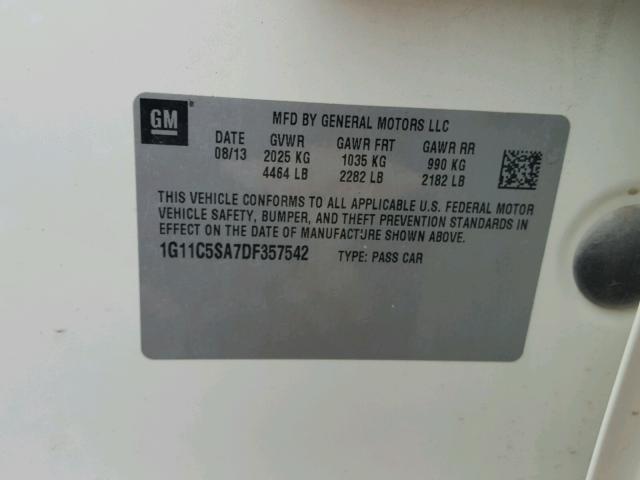 GM
MFD BY GENERAL MOTORS LLC
DATE GVWR GAWR FRT GAWR RR
08/13 2025 KG 1035 KG 990 KG
4464 LB 2282 LB 2182 LB
THIS VEHICLE CONFORMS TO ALL APPLICABLE U.S. FEDERAL MOTOR
VEHICLE SAFETY, BUMPER, AND THEFT PREVENTION STANDARDS IN
EFFECT ON THE DATE OF MANUFACTURE SHOWN ABOVE.
1G11C5SA7DF357542 TYPE: PASS CAR